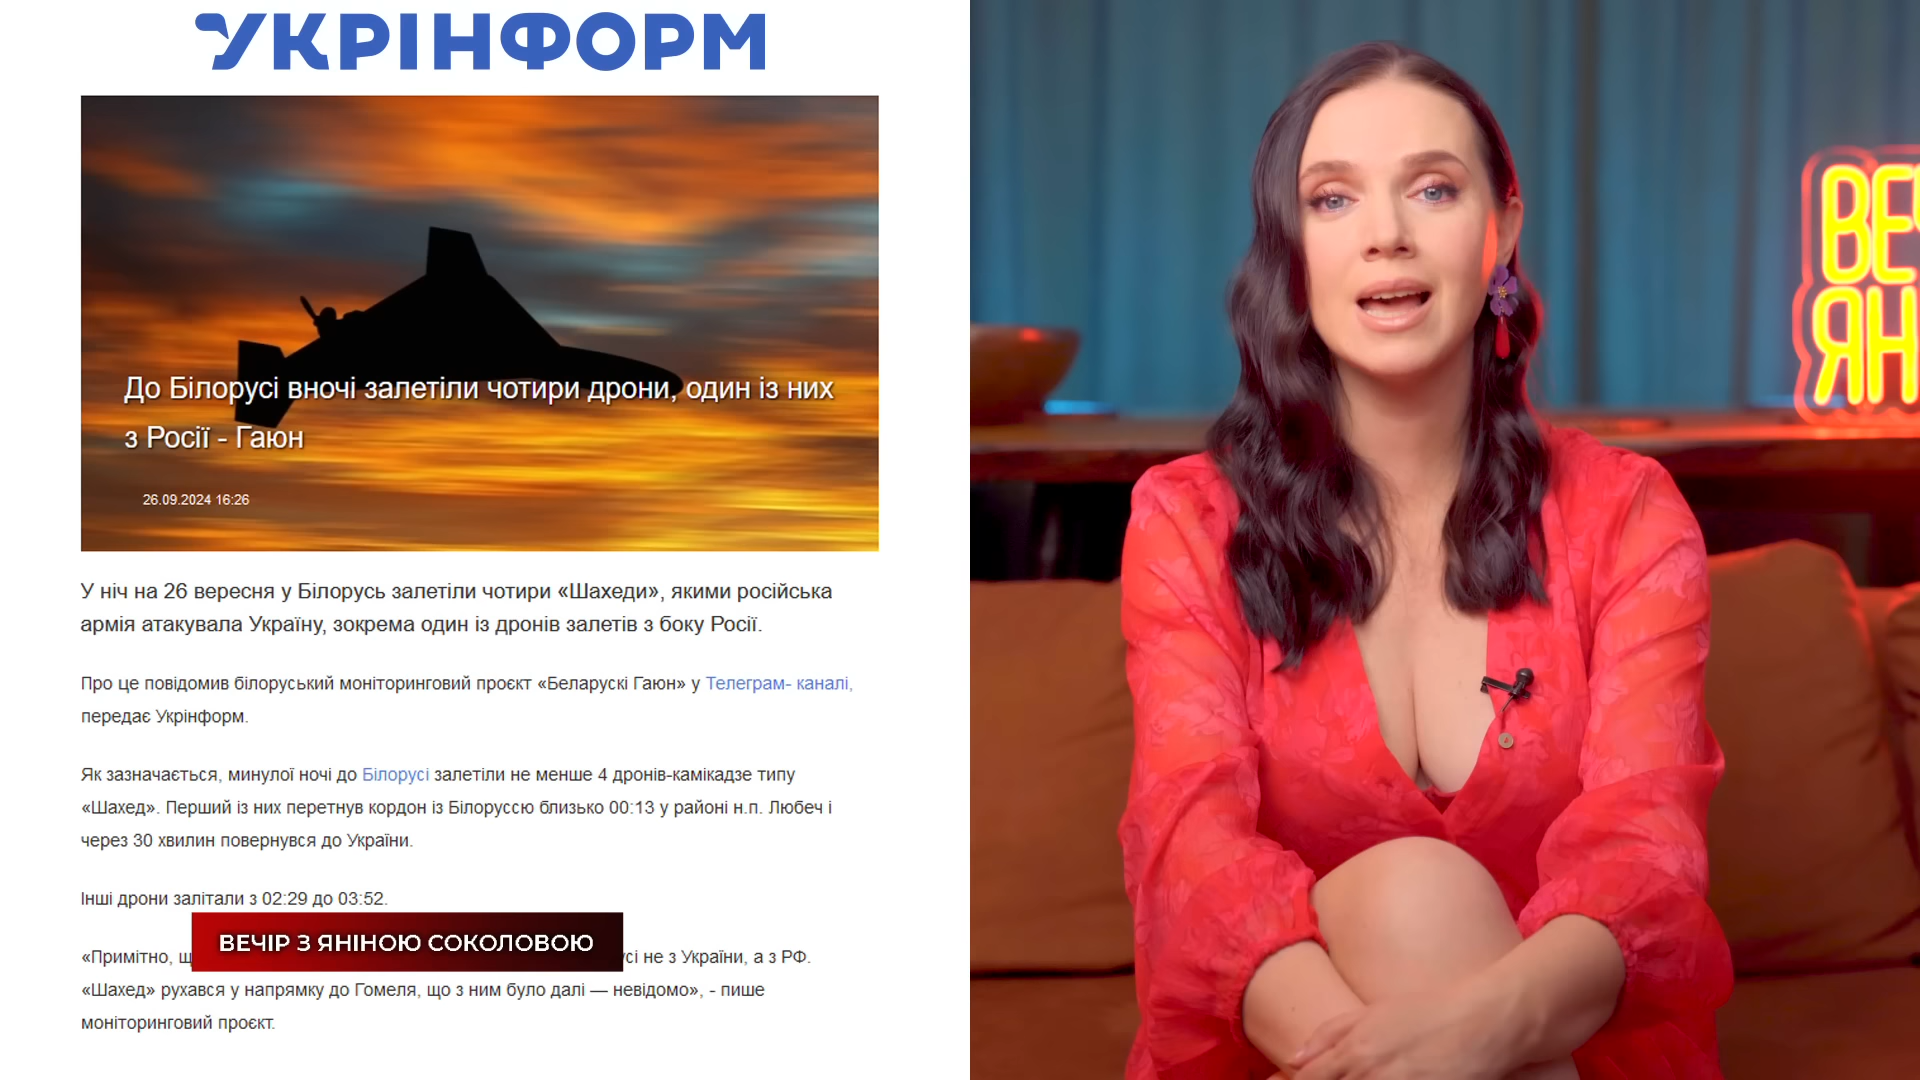 УКРІНФОРМ
До Білорусі вночі залетіли чотири дрони, один із них
з Росії - Гаюн
26.09.2024 16:26
У ніч на 26 вересня у Білорусь залетіли чотири «Шахеди», якими російська
армія атакувала Україну, зокрема один із дронів залетів з боку Росії.
Про це повідомив білоруський моніторинговий проєкт «Беларускі Гаюн» у Телеграм- каналі,
передає Укрінформ.
Як зазначається, минулої ночі до Білорусі залетіли не менше 4 дронів-камікадзе типу
«Шахед». Перший із них перетнув кордон із Білоруссю близько 00:13 у районі н.п. Любеч і
через 30 хвилин повернувся до України.
Інші дрони залітали з 02:29 до 03:52.
«Примітно, не з України, а з РФ.
ВЕЧІР З ЯНІНОЮ СОКОЛОВОЮ
«Шахед» рухався у напрямку до Гомеля, що з ним було далі — невідомо», - пише
моніторинговий проєкт.
ВЕЧ
ЯН